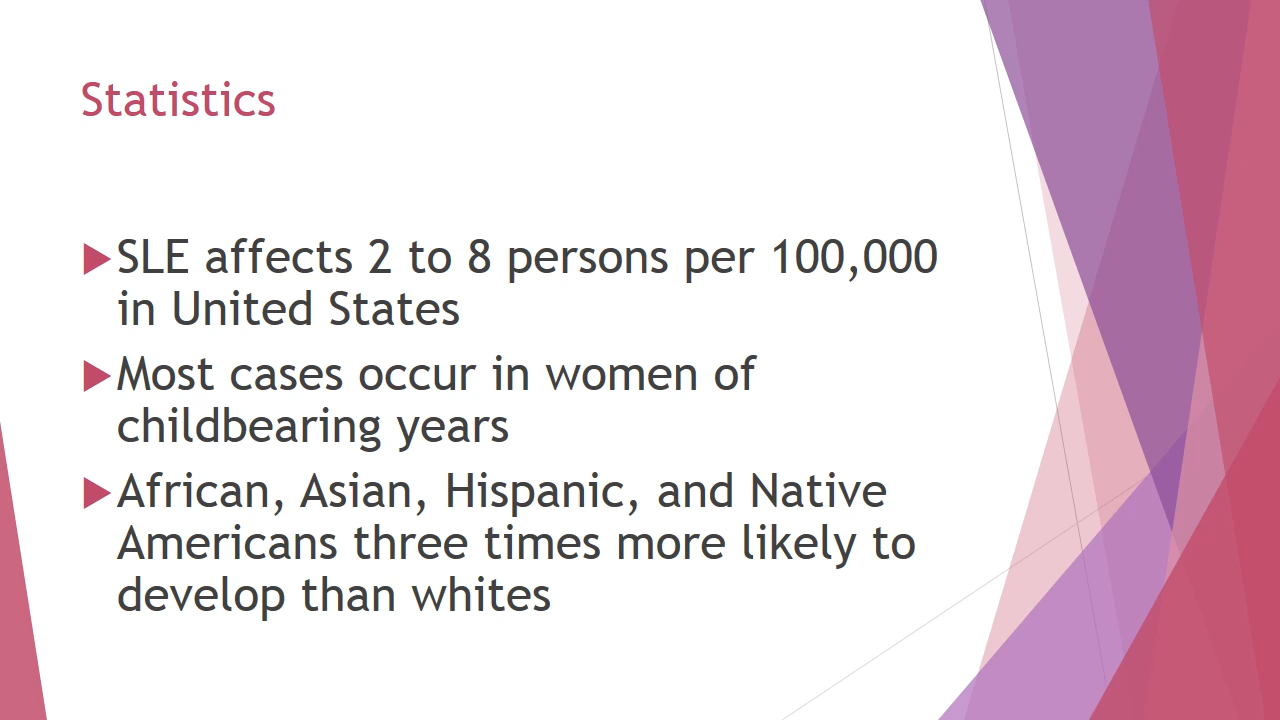 Statistics
SLE affects 2 to 8 persons per 100,000
in United States
Most cases occur in women of
childbearing years
African, Asian, Hispanic, and Native
Americans three times more likely to
develop than whites